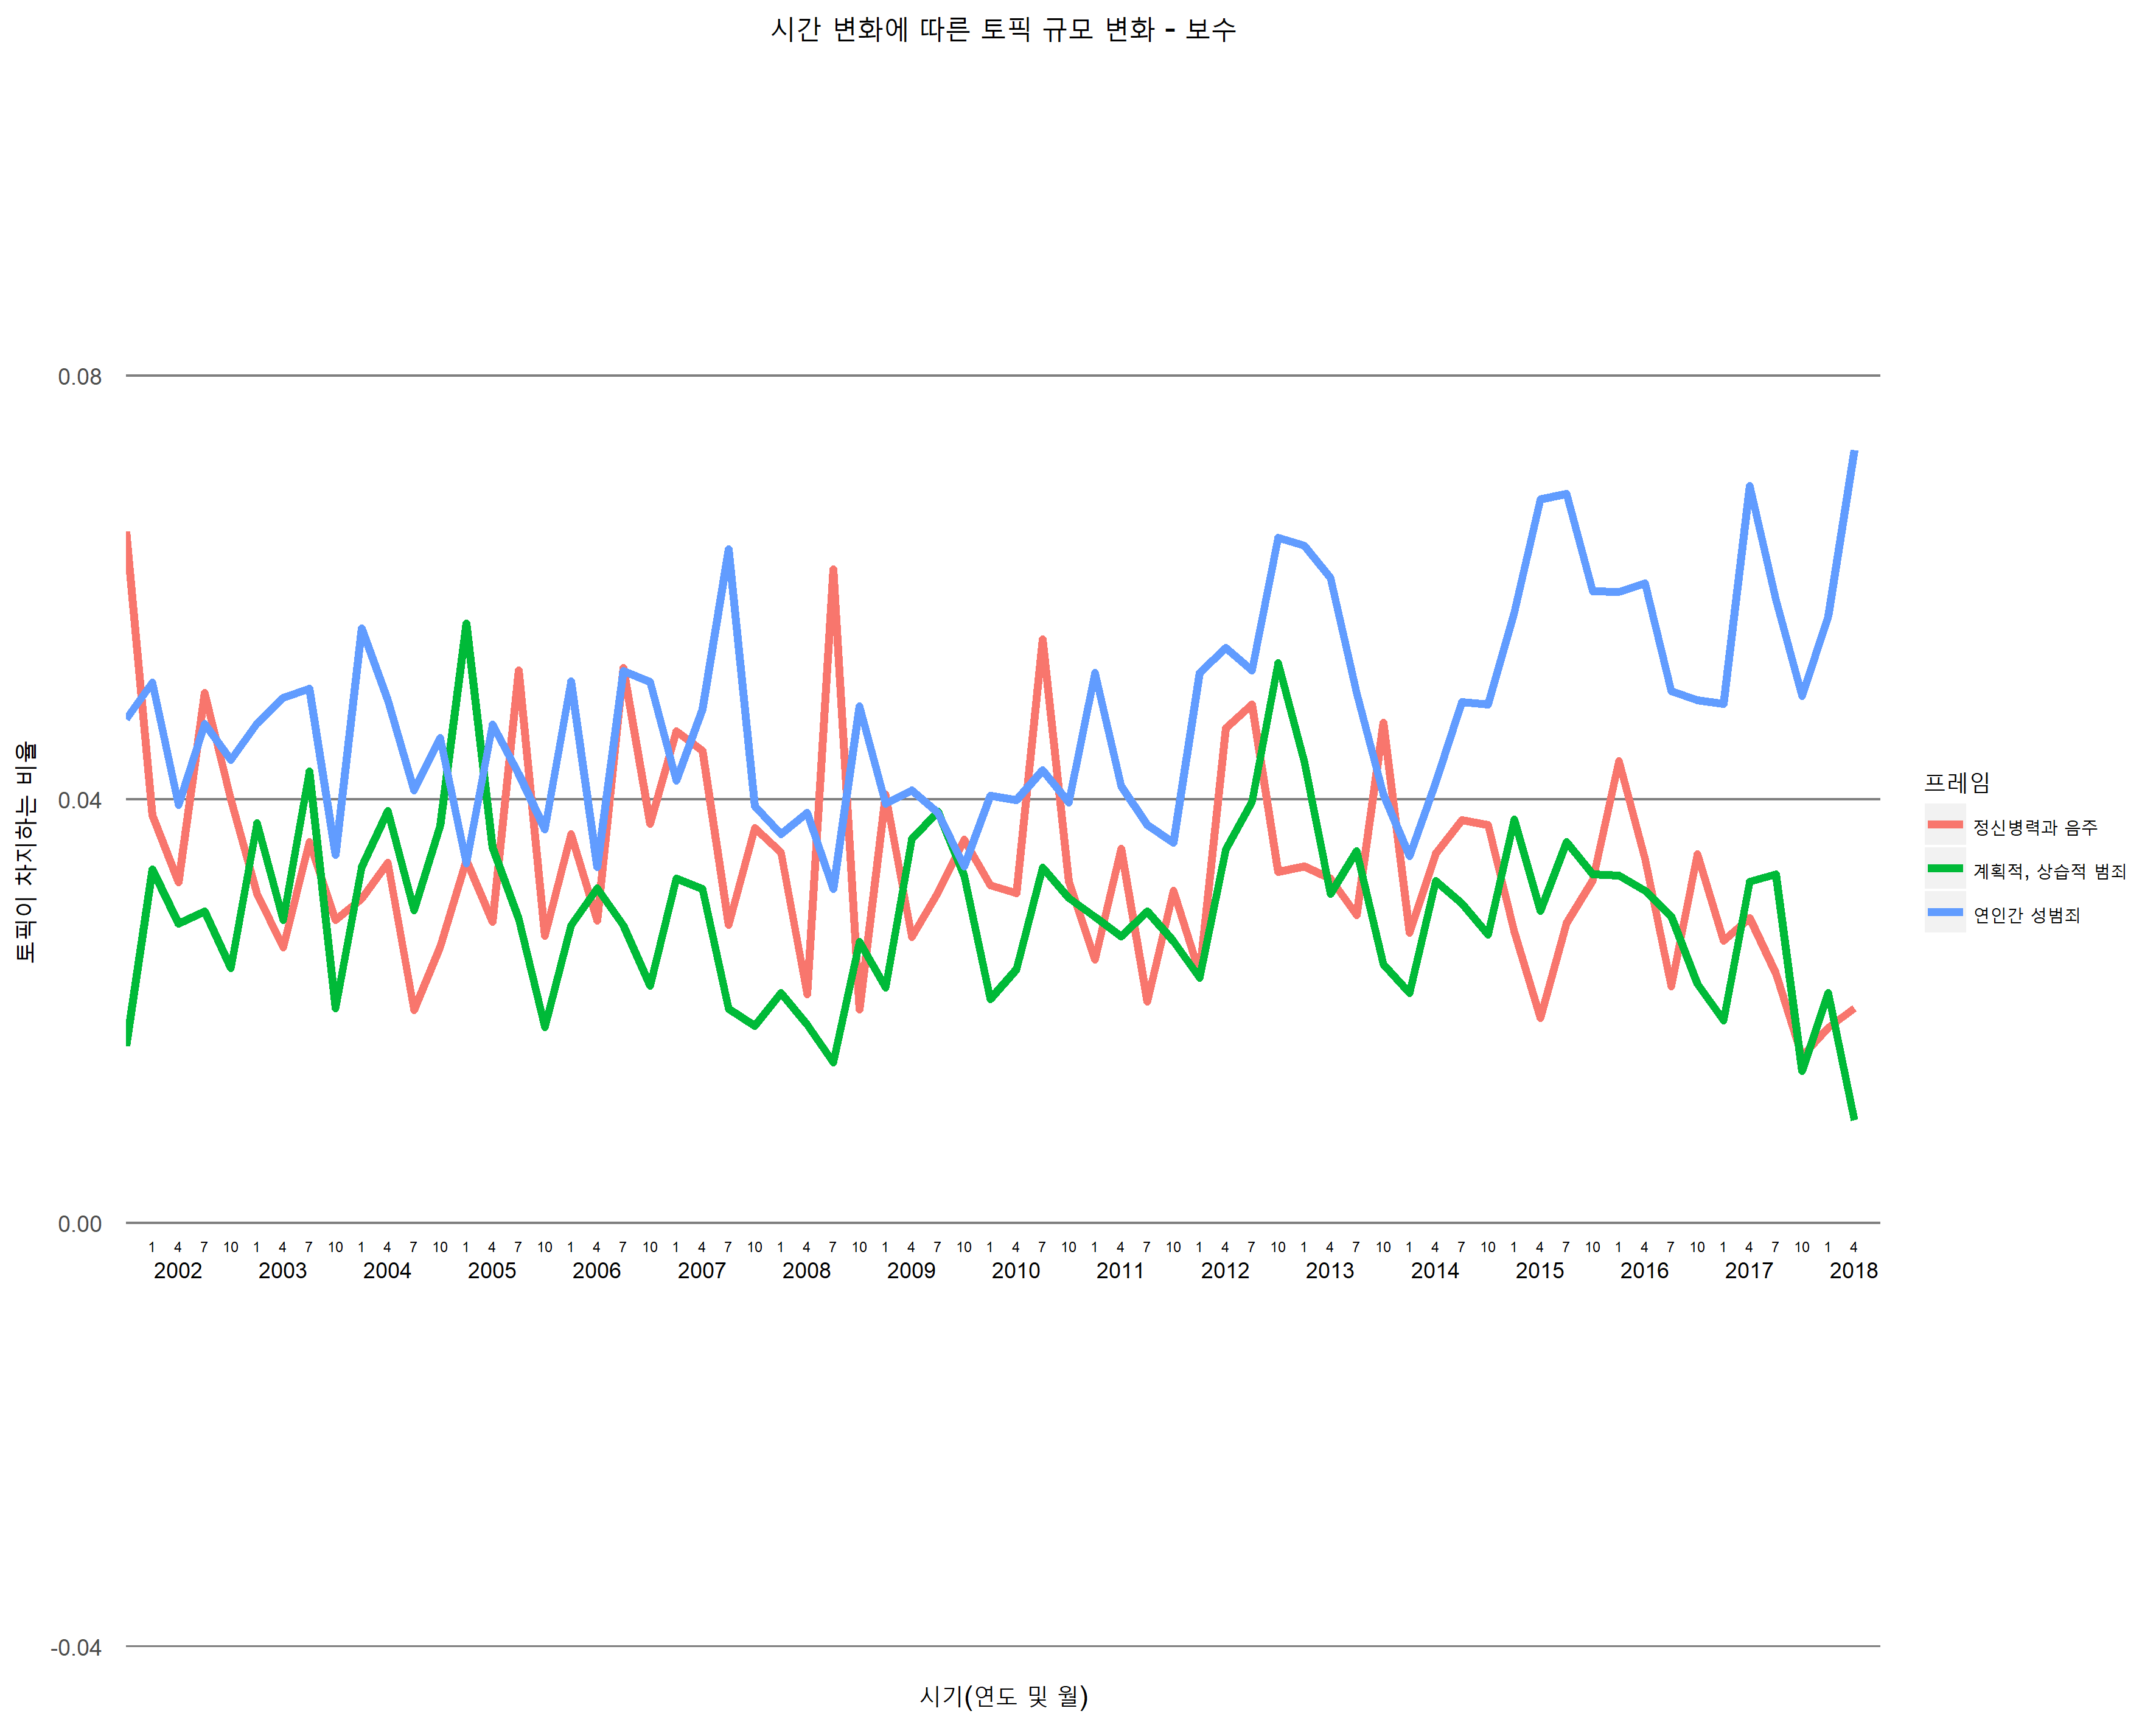 시간 변화에 따른 토픽 규모 변화 - 보수
토픽이 차지하는 비율
0.08
0.04
0.00
-0.04
1 4 7 10 1 4 7 10 1 4 7 10 1 4 7 10 1 4 7 10 1 4 7 10 1 4 7 10 1 4 7 10 1 4 7 10 1 4 7 10 1 4 7 10 1 4 7 10 1 4 7 10 1 4 7 10 1 4 7 10 1 4 7 10 1 4
2002 2003 2004 2005 2006 2007 2008 2009 2010 2011 2012 2013 2014 2015 2016 2017 2018
시기(연도 및 월)
프레임
정신병력과 음주
계획적, 상습적 범죄
연인간 성범죄